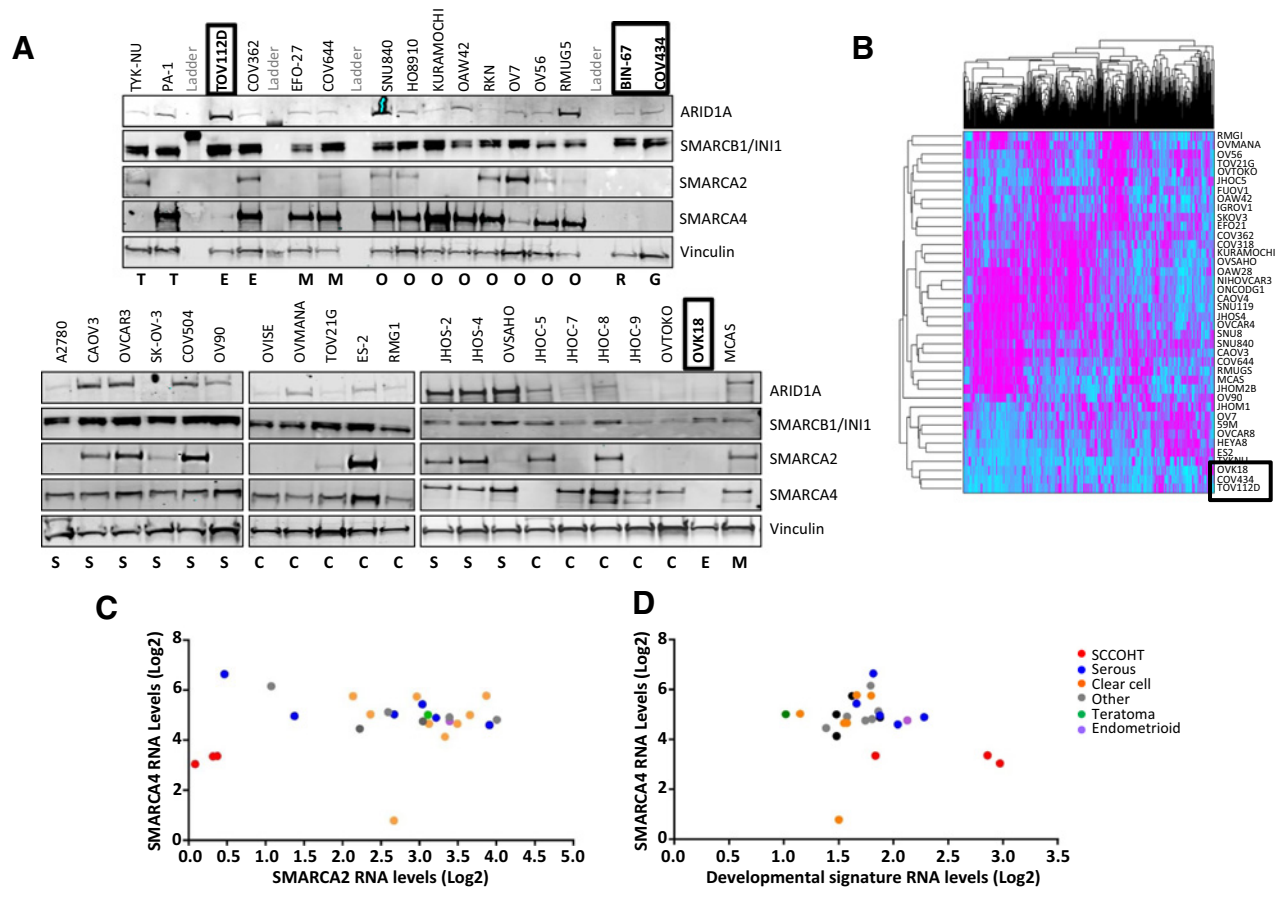 A
TYK-NU
PA-1
Ladder
TOV112D
COV362
Ladder
EFO-27
COV644
Ladder
SNU840
HO8910
KURAMOCHI
OAW42
RKN
OV7
OV56
RMUG5
Ladder
BIN-67
COV434
ARID1A
SMARCB1/INI1
SMARCA2
SMARCA4
Vinculin
T T E E M M O O O O O O O O R G
A2780
CAOV3
OVCAR3
SK-OV-3
COV504
OV90
OVISE
OVMANA
TOV21G
ES-2
RMG1
JHOS-2
JHOS-4
OVSAHO
JHOC-5
JHOC-7
JHOC-8
JHOC-9
OVTOKO
OVK18
MCAS
ARID1A
SMARCB1/INI1
SMARCA2
SMARCA4
Vinculin
S S S S S S C C C C C S S S C C C C C E M
B
RMGI
OVMANA
OV56
TOV21G
OVTOKO
JHOC5
FUOV1
OAW42
IGROV1
SKOV3
EFO21
COV362
COV318
KURAMOCHI
OVSAHO
OAW28
NIHOVCAR3
ONCODG1
CAOV4
SNU119
JHOS4
OVCAR4
SNU8
SNU840
CAOV3
COV644
RMUGS
MCAS
JHOM2B
OV90
JHOM1
OV7
59M
OVCAR8
HEYA8
ES2
TYKNU
OVK18
COV434
TOV112D
C
SMARCA4 RNA Levels (Log2)
8
6
4
2
0
0.0 0.5 1.0 1.5 2.0 2.5 3.0 3.5 4.0 4.5 5.0
SMARCA2 RNA levels (Log2)
D
SMARCA4 RNA Levels (Log2)
8
6
4
2
0
0.0 0.5 1.0 1.5 2.0 2.5 3.0 3.5
Developmental signature RNA levels (Log2)
SCCOHT
Serous
Clear cell
Other
Teratoma
Endometrioid